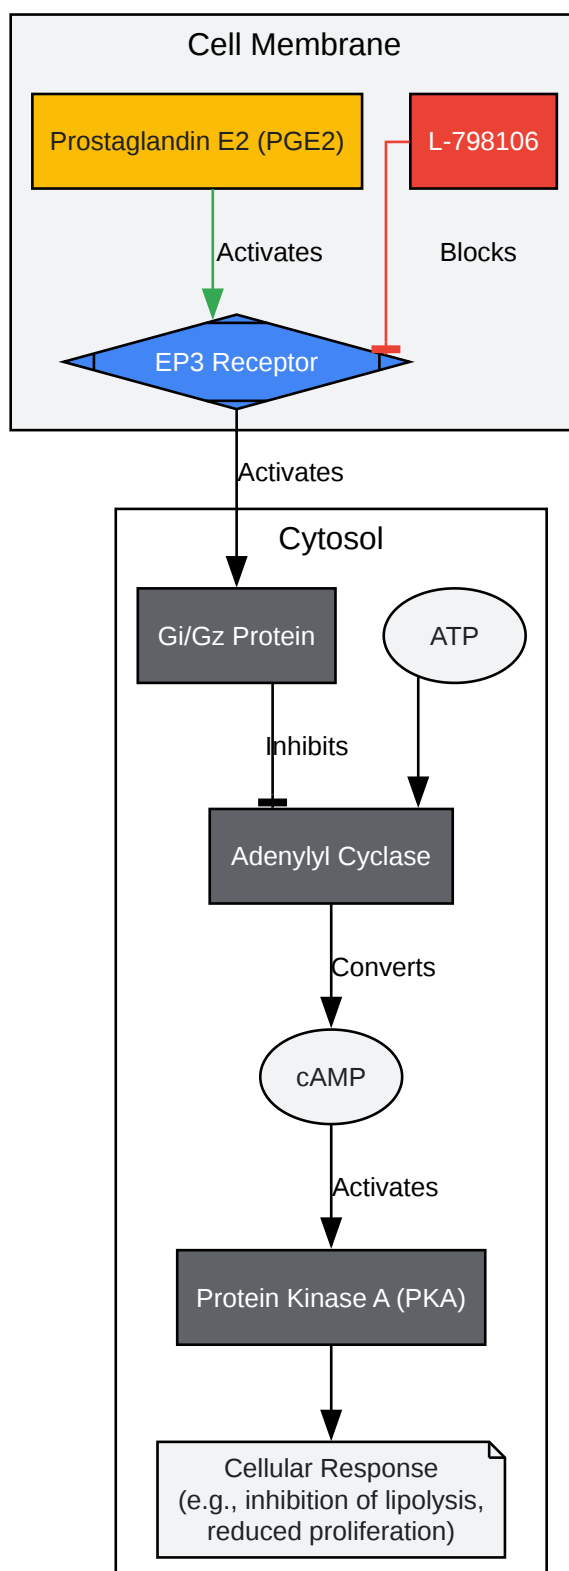 Cell Membrane
Prostaglandin E2 (PGE2)
L-798106
Activates
Blocks
EP3 Receptor
Activates
Cytosol
Gi/Gz Protein
ATP
Inhibits
Adenylyl Cyclase
Converts
cAMP
Activates
Protein Kinase A (PKA)
Cellular Response
(e.g., inhibition of lipolysis,
reduced proliferation)